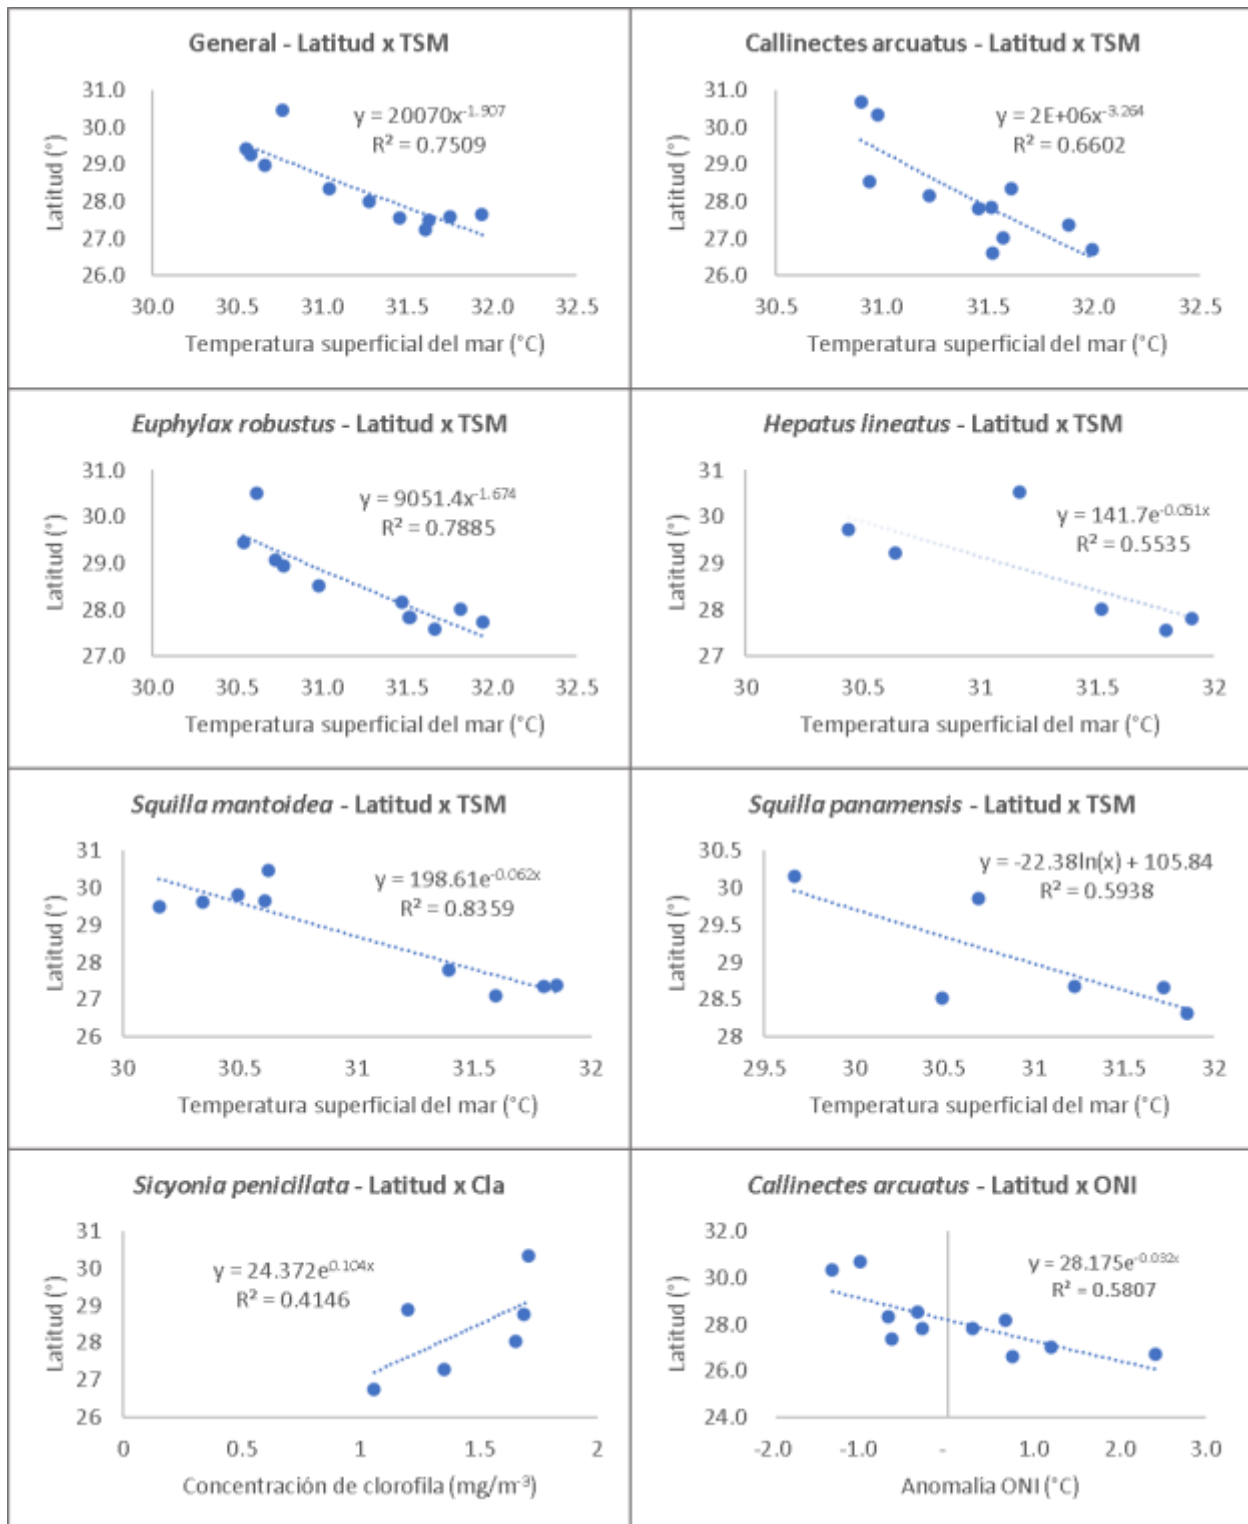 General - Latitud x TSM
31.0
30.0
29.0
28.0
27.0
26.0
Latitud (°)
y = 20070x^-1.907
R² = 0.7509
30.0 30.5 31.0 31.5 32.0 32.5
Temperatura superficial del mar (°C)
Callinectes arcuatus - Latitud x TSM
31.0
30.0
29.0
28.0
27.0
26.0
Latitud (°)
y = 2E+06x^-3.264
R² = 0.6602
30.5 31.0 31.5 32.0 32.5
Temperatura superficial del mar (°C)
Euphylax robustus - Latitud x TSM
31.0
30.0
29.0
28.0
27.0
Latitud (°)
y = 9051.4x^-1.674
R² = 0.7885
30.0 30.5 31.0 31.5 32.0 32.5
Temperatura superficial del mar (°C)
Hepatus lineatus - Latitud x TSM
31
30
29
28
27
Latitud (°)
y = 141.7e^-0.051x
R² = 0.5535
30 30.5 31 31.5 32
Temperatura superficial del mar (°C)
Squilla mantoidea - Latitud x TSM
31
30
29
28
27
26
Latitud (°)
y = 198.61e^-0.062x
R² = 0.8359
30 30.5 31 31.5 32
Temperatura superficial del mar (°C)
Squilla panamensis - Latitud x TSM
30.5
30
29.5
29
28.5
28
Latitud (°)
y = -22.38ln(x) + 105.84
R² = 0.5938
29.5 30 30.5 31 31.5 32
Temperatura superficial del mar (°C)
Sicyonia penicillata - Latitud x Cla
31
30
29
28
27
26
Latitud (°)
y = 24.372e^0.104x
R² = 0.4146
0 0.5 1 1.5 2
Concentración de clorofila (mg/m^-3)
Callinectes arcuatus - Latitud x ONI
32.0
30.0
28.0
26.0
24.0
Latitud (°)
y = 28.175e^-0.032x
R² = 0.5807
-2.0 -1.0 - 1.0 2.0 3.0
Anomalía ONI (°C)